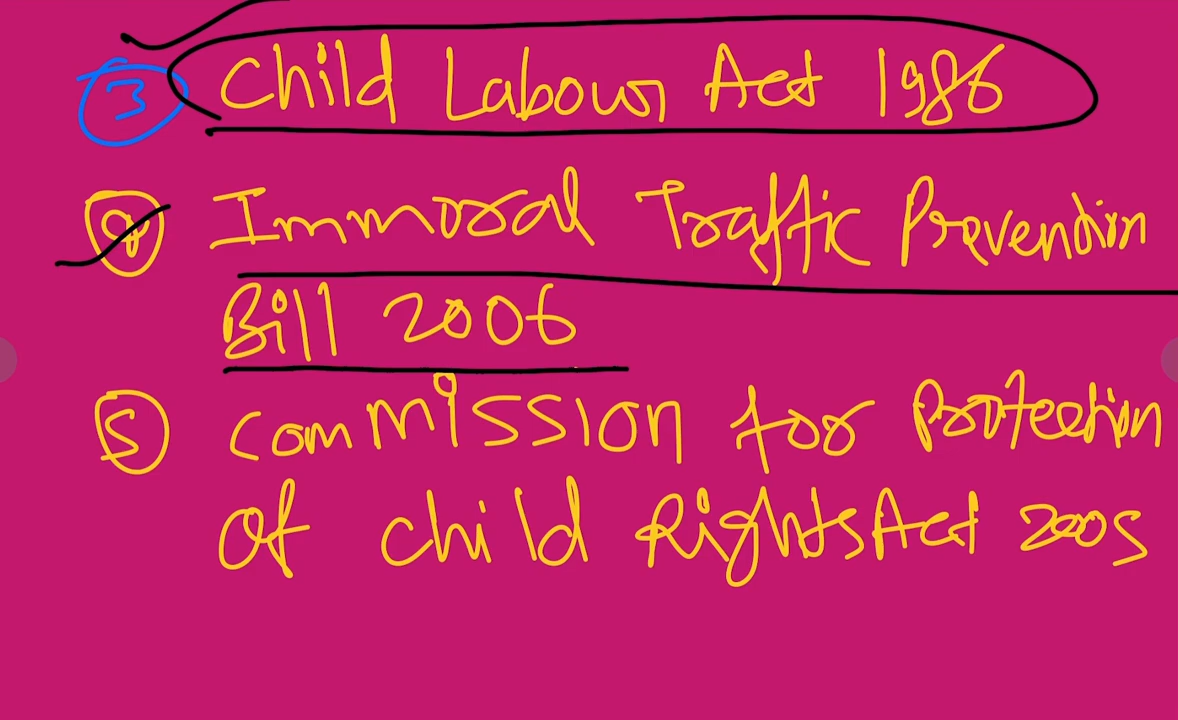 3 Child Labour Act 1986
4 Immoral Traffic Prevention
Bill 2006
5 Commission for Protection
of child Rights Act 2005